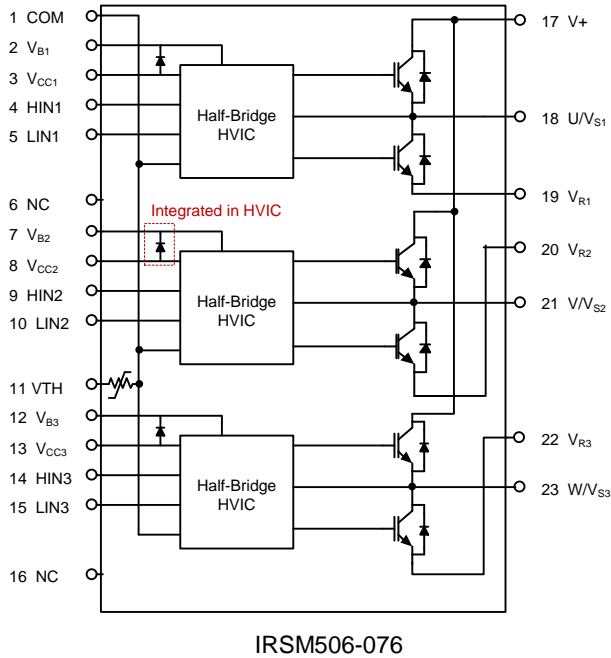 1 COM
2 VB1
3 VCC1
4 HIN1
5 LIN1
6 NC
7 VB2
8 VCC2
9 HIN2
10 LIN2
11 VTH
12 VB3
13 VCC3
14 HIN3
15 LIN3
16 NC
Half-Bridge
HVIC
Integrated in HVIC
Half-Bridge
HVIC
Half-Bridge
HVIC
17 V+
18 U/VS1
19 VR1
20 VR2
21 V/VS2
22 VR3
23 W/VS3
IRSM506-076